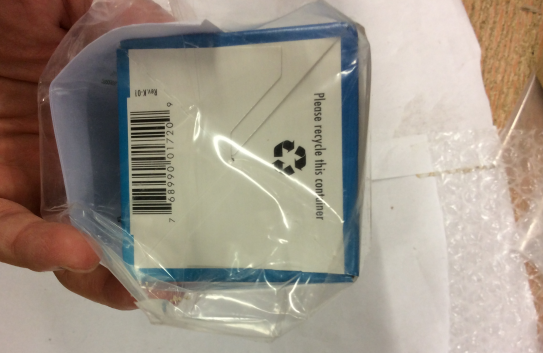 Please recycle this container
7 68990 01720 9
Rev.K-01